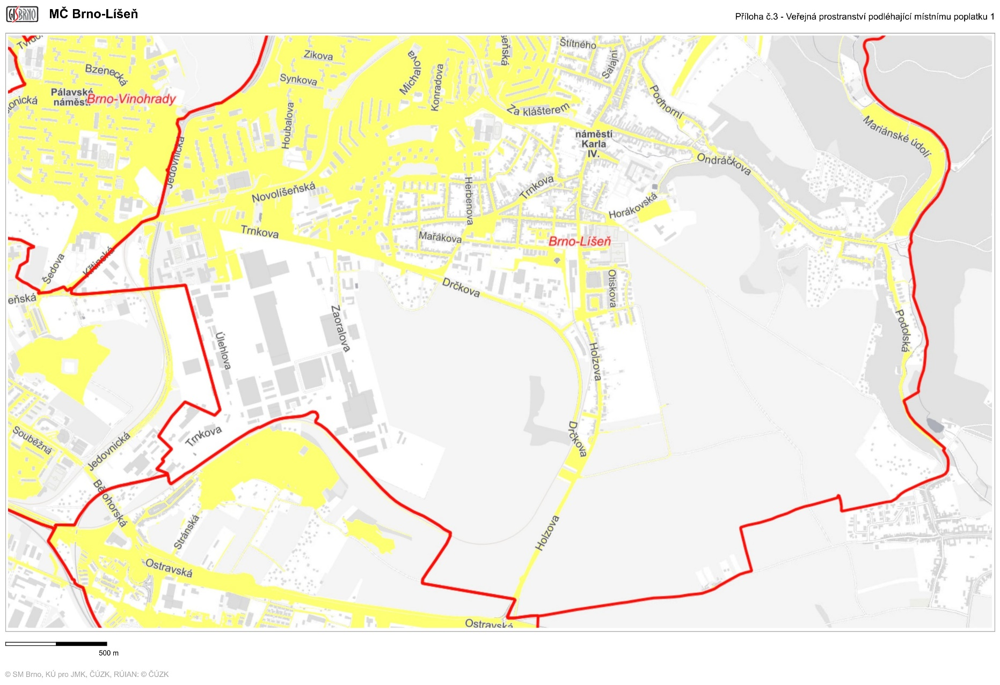 GISBRNO
MČ Brno-Líšeň
Příloha č.3 - Veřejná prostranství podléhající místnímu poplatku 1
Zikova
Štítného
Michalova
Salajní
Bzenecká
Konradova
Synkova
Pálavské
Brno-Vinohrady
Podhorní
Za klášterem
Houbalova
Mariánské údolí
náměstí
Karla
IV.
Jedovnická
Ondráčkova
Novolíšeňská
Herbenova
Trnkova
Horákovská
Trnkova
Mařákova
Brno-Líšeň
Křtinská
Šedova
Drčkova
Otiskova
Zaoralova
Podolská
Úlehlova
Holzova
Trnkova
Souběžná
Jedovnická
Drčkova
Bělohorská
Stránská
Holzova
Ostravská
Ostravská
500 m
© SM Brno, KÚ pro JMK, ČÚZK, RÚIAN: © ČÚZK